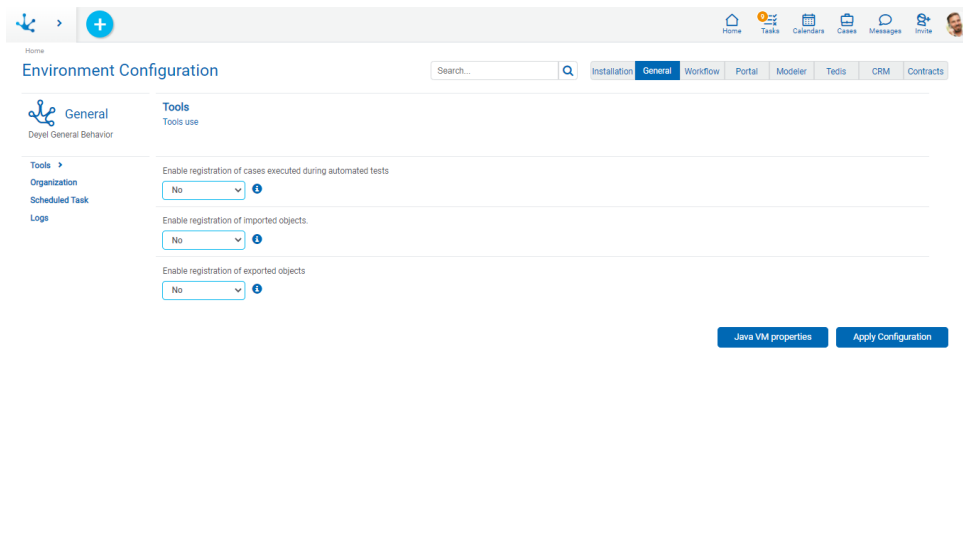 Home
Tasks
Calendars
Cases
Messages
Invite
Home
Environment Configuration
Search...
Installation
General
Workflow
Portal
Modeler
Tedis
CRM
Contracts
General
Deyel General Behavior
Tools
Organization
Scheduled Task
Logs
Tools
Tools use
Enable registration of cases executed during automated tests
No
Enable registration of imported objects.
No
Enable registration of exported objects
No
Java VM properties
Apply Configuration